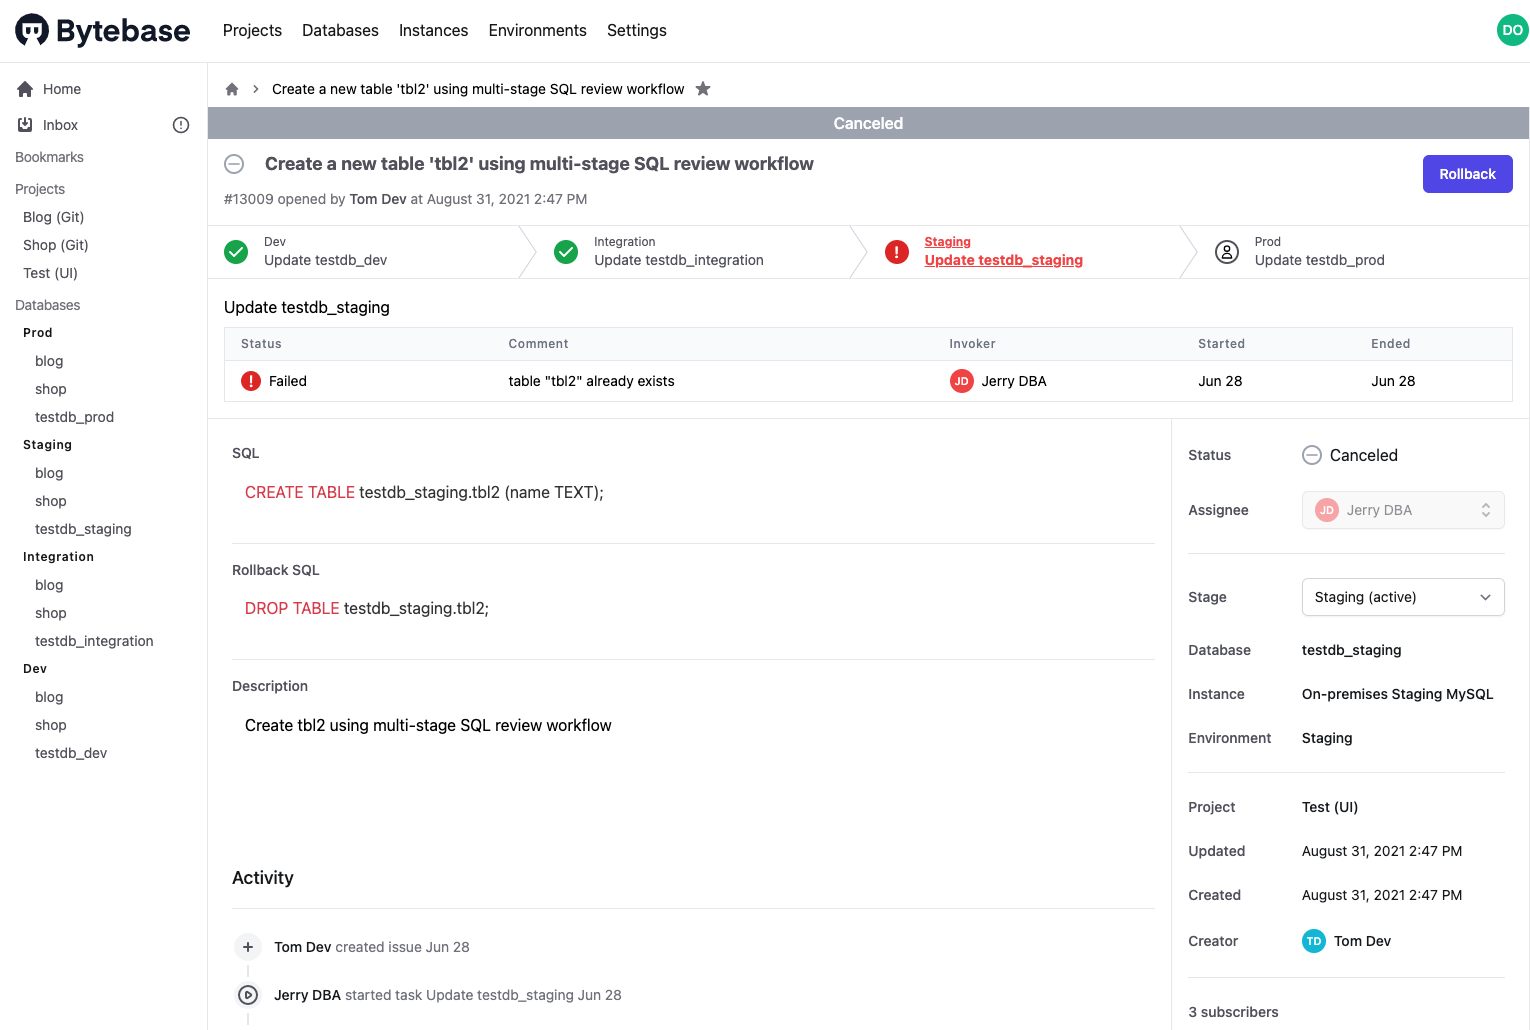 Bytebase
Projects Databases Instances Environments Settings
DO
Home
Inbox
Bookmarks
Projects
Blog (Git)
Shop (Git)
Test (UI)
Databases
Prod
blog
shop
testdb_prod
Staging
blog
shop
testdb_staging
Integration
blog
shop
testdb_integration
Dev
blog
shop
testdb_dev
Create a new table 'tbl2' using multi-stage SQL review workflow
Canceled
Create a new table 'tbl2' using multi-stage SQL review workflow
#13009 opened by Tom Dev at August 31, 2021 2:47 PM
Rollback
Dev
Update testdb_dev
Integration
Update testdb_integration
Staging
Update testdb_staging
Prod
Update testdb_prod
Update testdb_staging
Status Comment Invoker Started Ended
Failed table "tbl2" already exists JD Jerry DBA Jun 28 Jun 28
SQL
CREATE TABLE testdb_staging.tbl2 (name TEXT);
Rollback SQL
DROP TABLE testdb_staging.tbl2;
Description
Create tbl2 using multi-stage SQL review workflow
Activity
Tom Dev created issue Jun 28
Jerry DBA started task Update testdb_staging Jun 28
Status Canceled
Assignee JD Jerry DBA
Stage Staging (active)
Database testdb_staging
Instance On-premises Staging MySQL
Environment Staging
Project Test (UI)
Updated August 31, 2021 2:47 PM
Created August 31, 2021 2:47 PM
Creator TD Tom Dev
3 subscribers